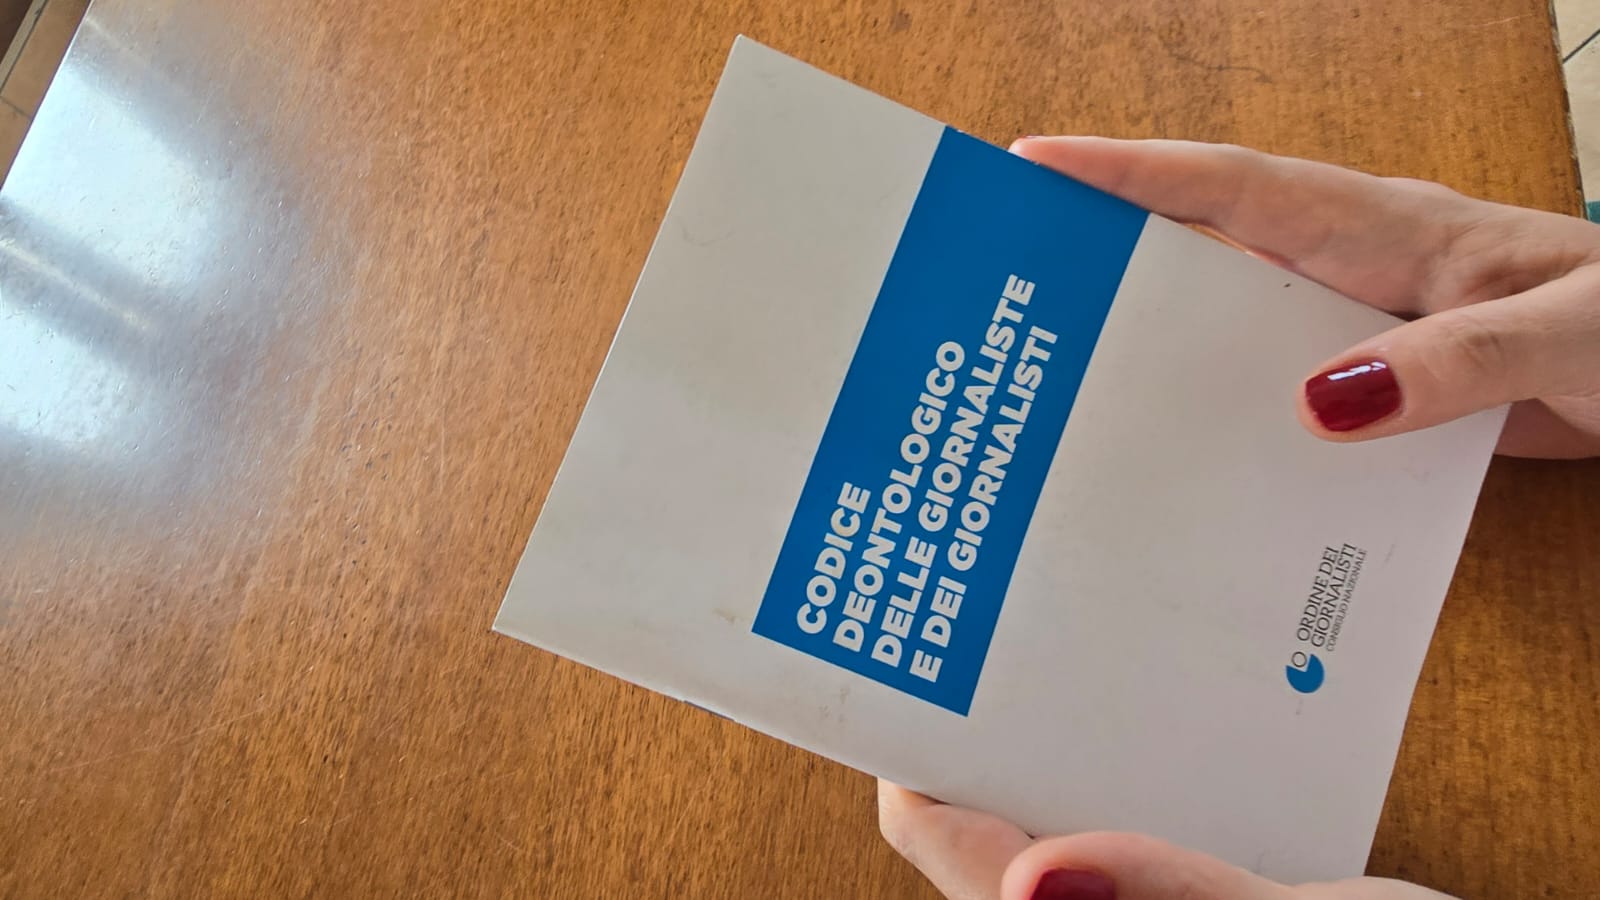 CODICE
DEONTOLOGICO
DELLE GIORNALISTE
E DEI GIORNALISTI
ORDINE DEI
GIORNALISTI
CONSIGLIO NAZIONALE